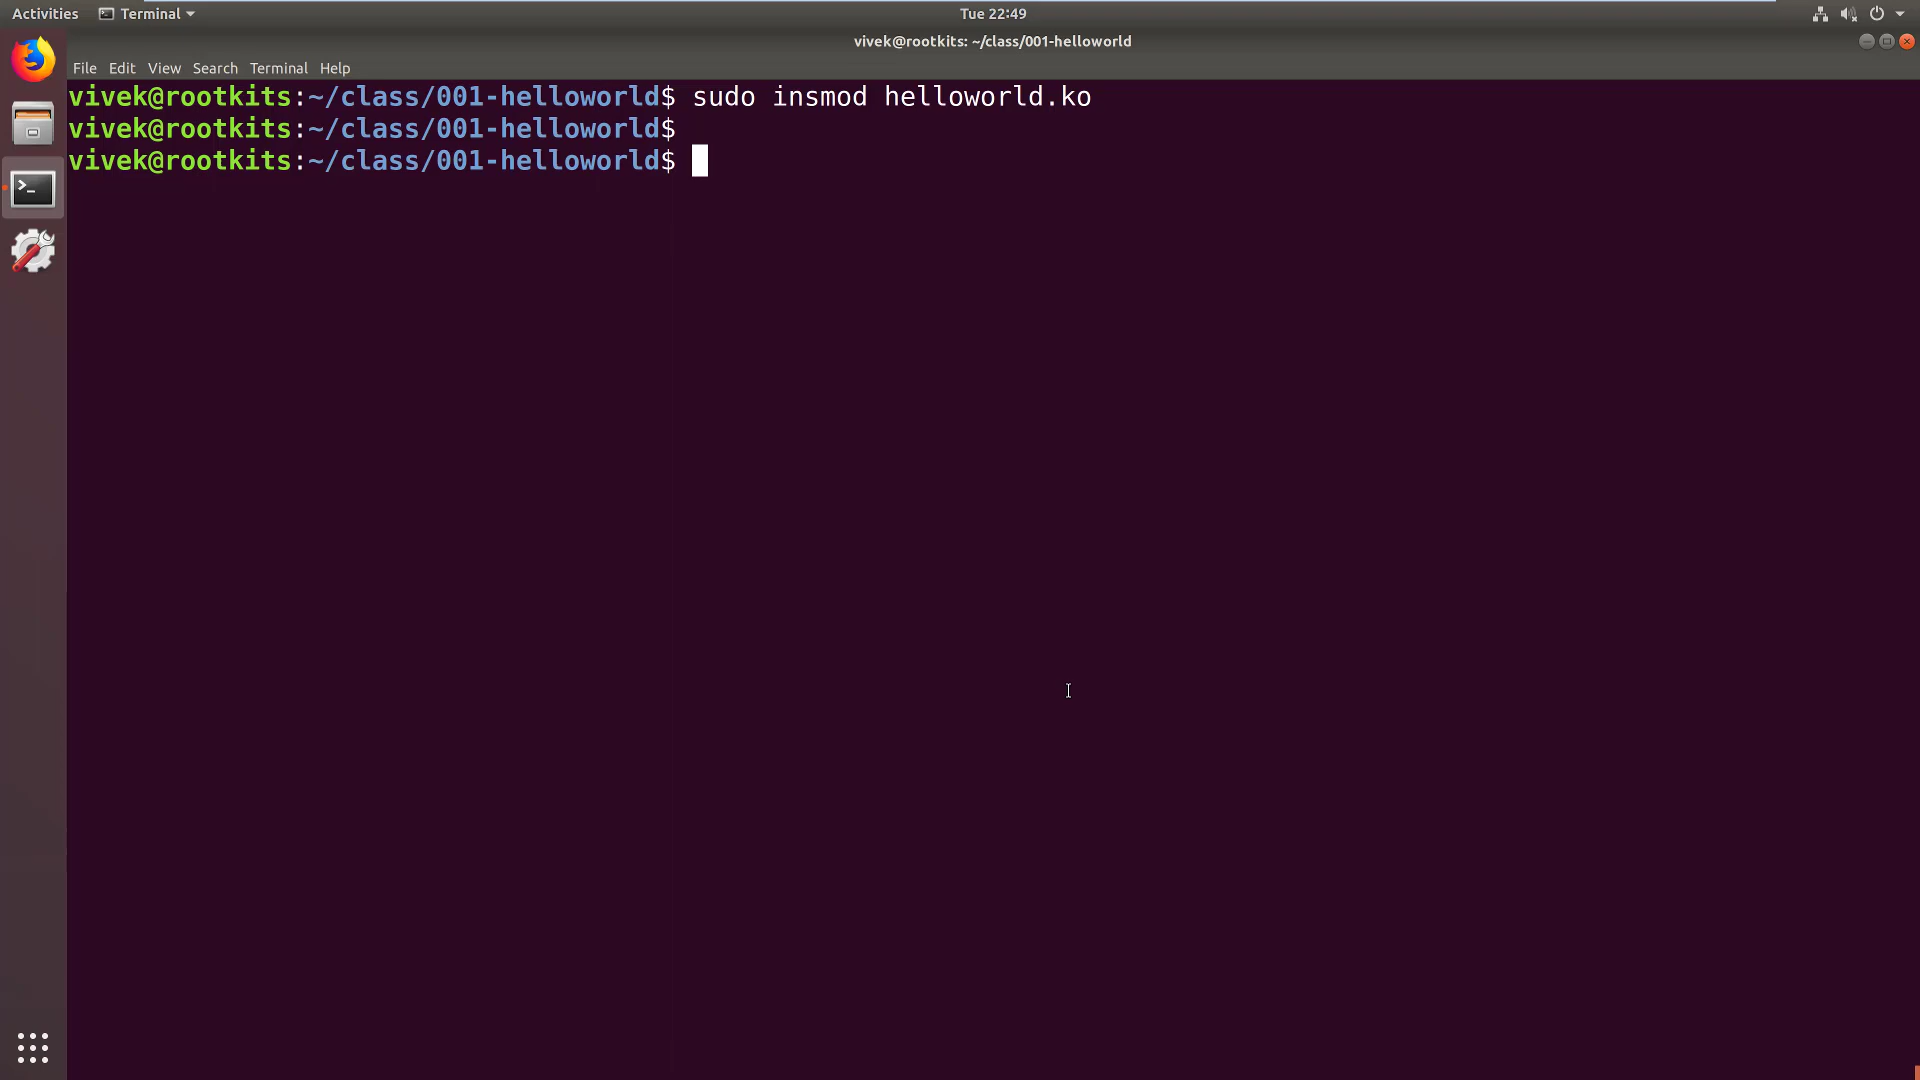 Activities Terminal Tue 22:49
vivek@rootkits: ~/class/001-helloworld
File Edit View Search Terminal Help
vivek@rootkits:~/class/001-helloworld$ sudo insmod helloworld.ko
vivek@rootkits:~/class/001-helloworld$
vivek@rootkits:~/class/001-helloworld$